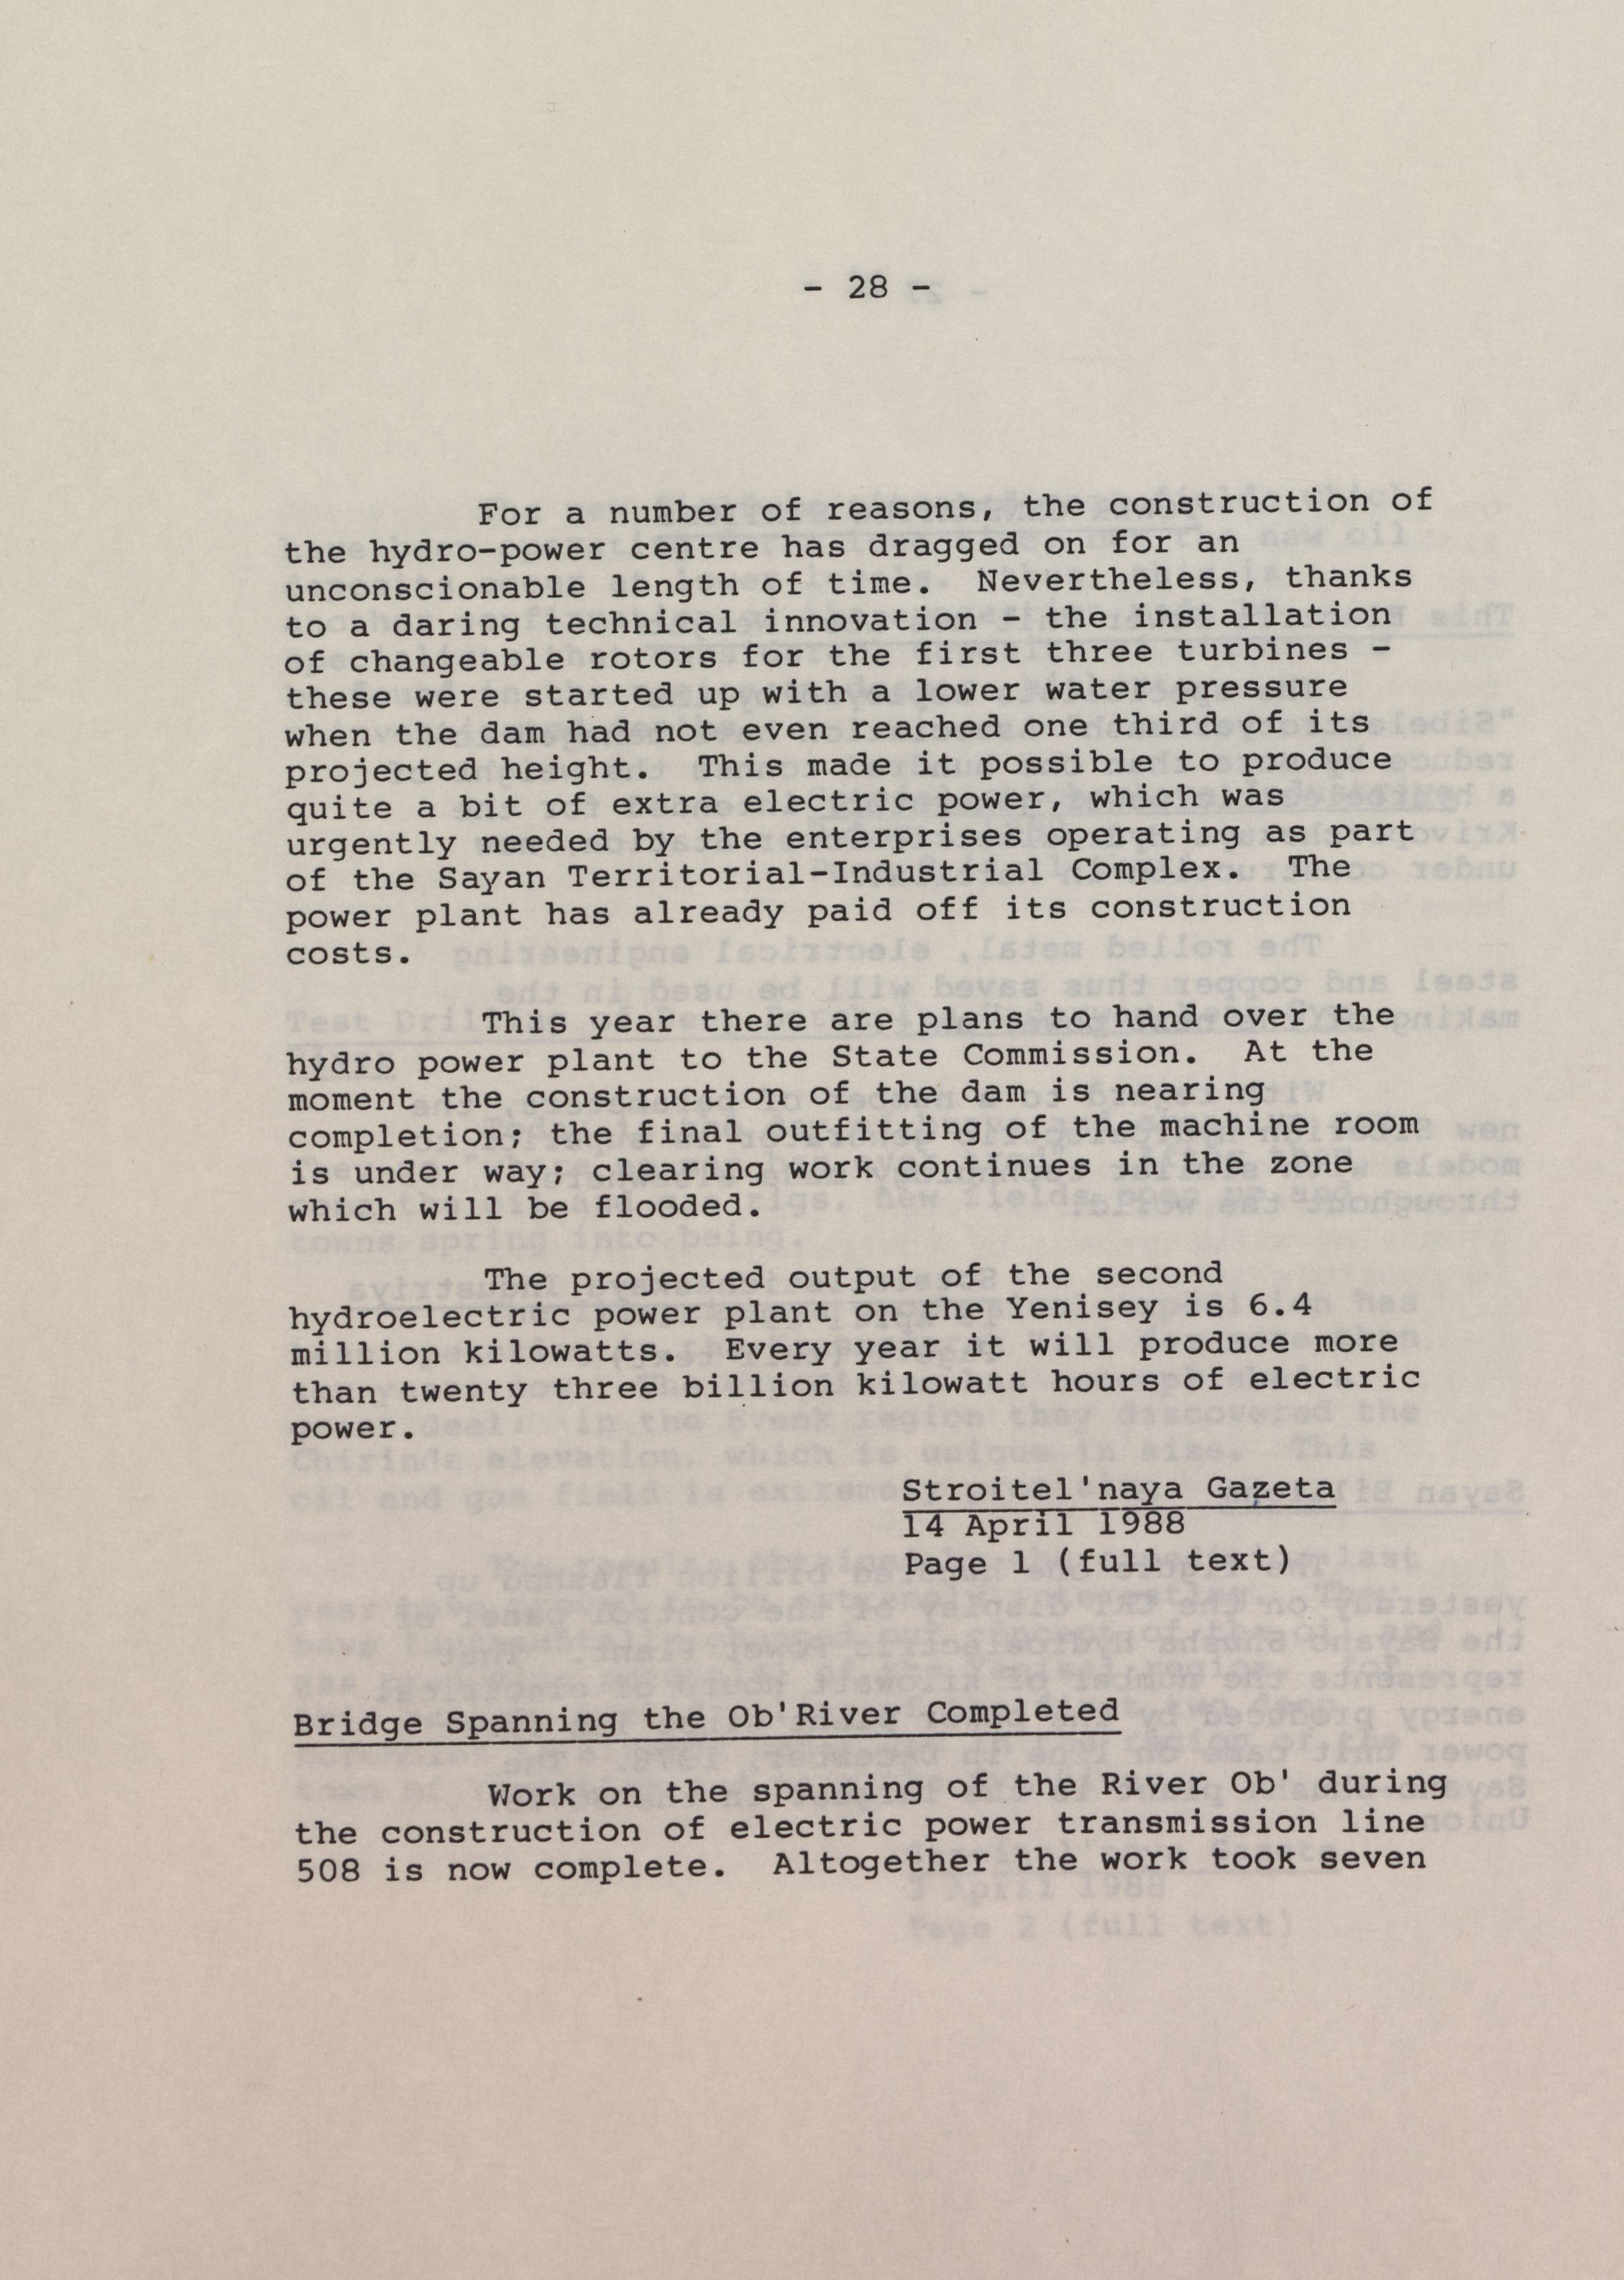 - 28 -
For a number of reasons, the construction of
the hydro-power centre has dragged on for an
unconscionable length of time. Nevertheless, thanks
to a daring technical innovation - the installation
of changeable rotors for the first three turbines -
these were started up with a lower water pressure
when the dam had not even reached one third of its
projected height. This made it possible to produce
quite a bit of extra electric power, which was
urgently needed by the enterprises operating as part
of the Sayan Territorial-Industrial Complex. The
power plant has already paid off its construction
costs.
This year there are plans to hand over the
hydro power plant to the State Commission. At the
moment the construction of the dam is nearing
completion; the final outfitting of the machine room
is under way; clearing work continues in the zone
which will be flooded.
The projected output of the second
hydroelectric power plant on the Yenisey is 6.4
million kilowatts. Every year it will produce more
than twenty three billion kilowatt hours of electric
power.
Stroitel'naya Gazeta
14 April 1988
Page 1 (full text)
Bridge Spanning the Ob'River Completed
Work on the spanning of the River Ob' during
the construction of electric power transmission line
508 is now complete. Altogether the work took seven